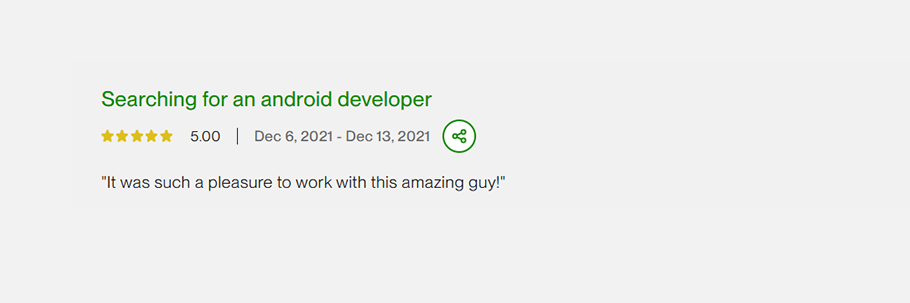 Searching for an android developer
5.00 | Dec 6, 2021 - Dec 13, 2021
"It was such a pleasure to work with this amazing guy!"